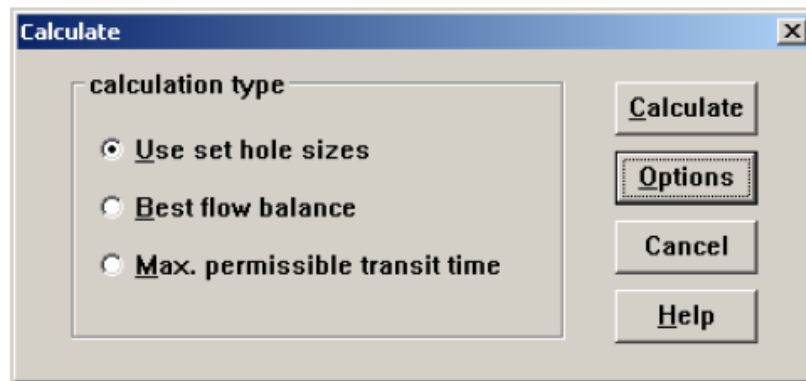 Calculate
calculation type
Use set hole sizes
Best flow balance
Max. permissible transit time
Calculate
Options
Cancel
Help